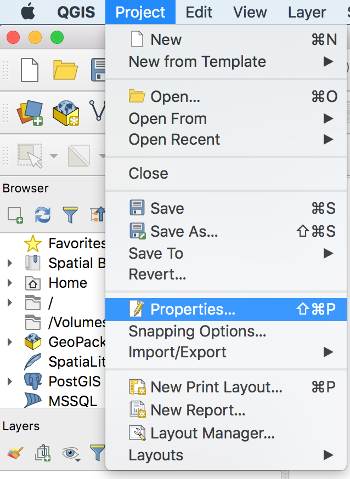 QGIS Project Edit View Layer
New ⌘N
New from Template
Open... ⌘O
Open From
Open Recent
Close
Browser
Save ⌘S
Save As... ⇧⌘S
Save To
Revert...
Favorites
Spatial B
Home
/
/Volumes
GeoPack
SpatiaLit
PostGIS
MSSQL
Properties... ⇧⌘P
Snapping Options...
Import/Export
New Print Layout... ⌘P
New Report...
Layout Manager...
Layouts
Layers